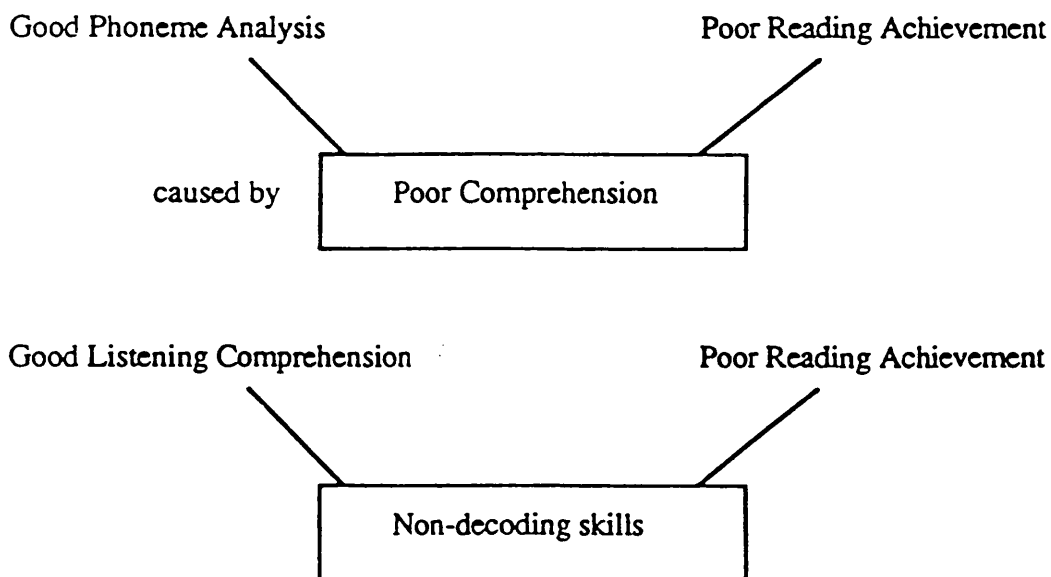 Good Phoneme Analysis Poor Reading Achievement
caused by Poor Comprehension
Good Listening Comprehension Poor Reading Achievement
Non-decoding skills